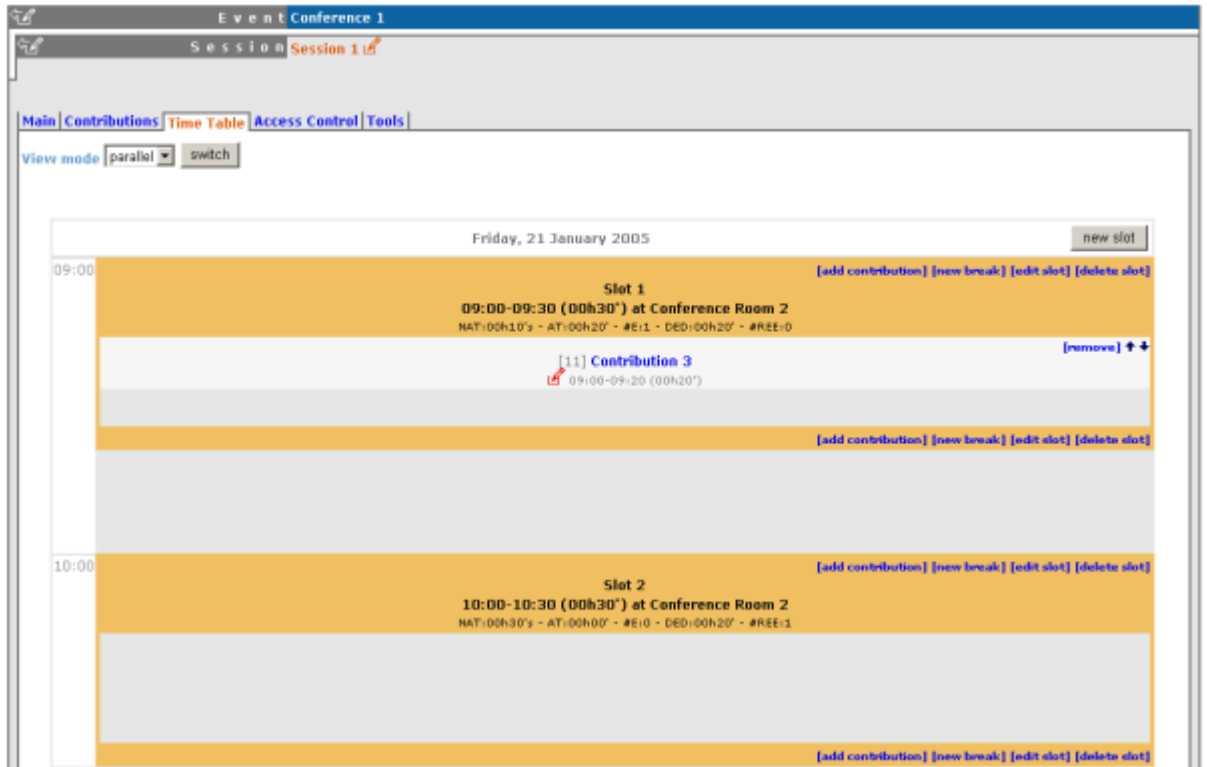 Event Conference 1
Session Session 1
Main Contributions Time Table Access Control Tools
View mode parallel switch
Friday, 21 January 2005 new slot
09:00 [add contribution] [new break] [edit slot] [delete slot]
Slot 1
09:00-09:30 (00h30') at Conference Room 2
NAT:00h10's - AT:00h20' - #E:1 - DED:00h20' - #REE:0
[remove]
[11] Contribution 3
09:00-09:20 (00h20')
[add contribution] [new break] [edit slot] [delete slot]
10:00 [add contribution] [new break] [edit slot] [delete slot]
Slot 2
10:00-10:30 (00h30') at Conference Room 2
NAT:00h30's - AT:00h00' - #E:0 - DED:00h20' - #REE:1
[add contribution] [new break] [edit slot] [delete slot]